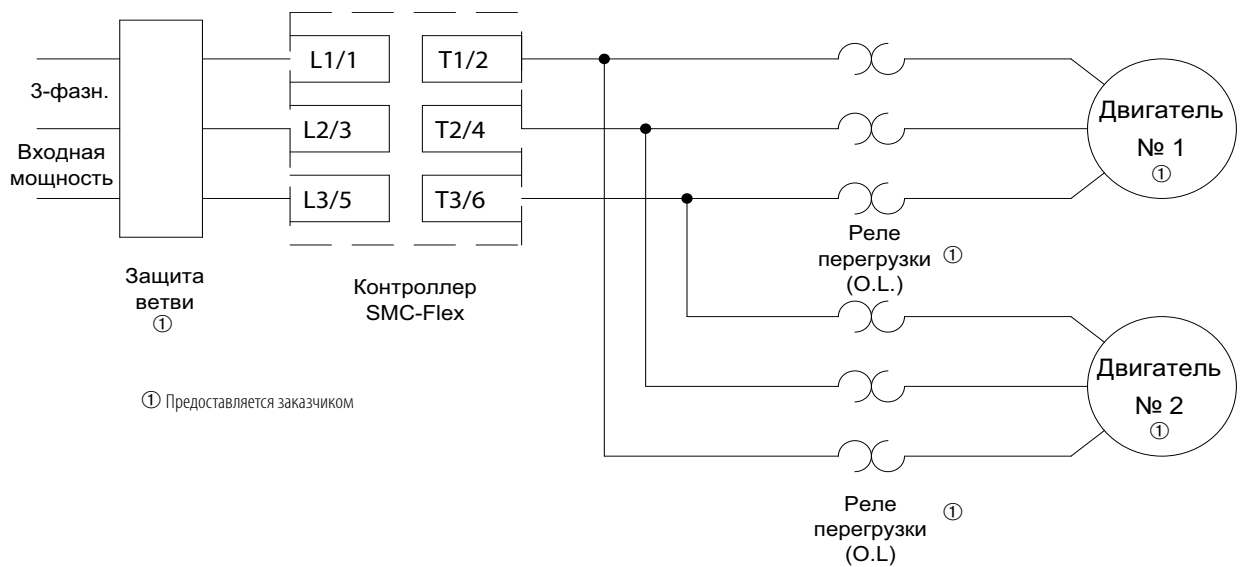 3-фазн.
Входная
мощность
L1/1
T1/2
L2/3
T2/4
L3/5
T3/6
Двигатель
№ 1
①
Защита
ветви
①
Контроллер
SMC-Flex
Реле
перегрузки ①
(O.L.)
① Предоставляется заказчиком
Двигатель
№ 2
①
Реле
перегрузки ①
(O.L)